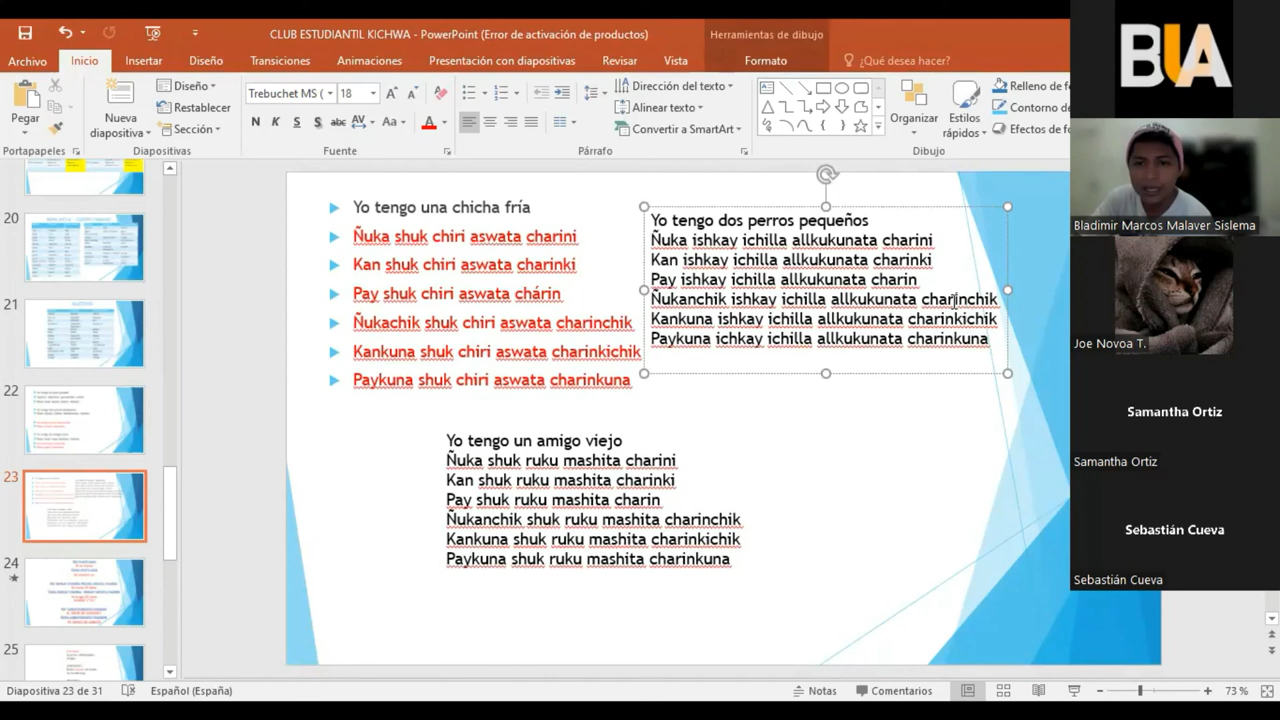 CLUB ESTUDIANTIL KICHWA - PowerPoint (Error de activación de productos)
Herramientas de dibujo
Archivo
Inicio
Insertar
Diseño
Transiciones
Animaciones
Presentación con diapositivas
Revisar
Vista
Formato
¿Qué desea hacer?
Pegar
Nueva diapositiva
Diseño
Restablecer
Sección
Trebuchet MS (
18
N K S S abc AV Aa A
Dirección del texto
Alinear texto
Convertir a SmartArt
Organizar
Estilos rápidos
Relleno de fo
Contorno de
Efectos de fo
Portapapeles
Diapositivas
Fuente
Párrafo
Dibujo
20
21
22
23
24
25
Yo tengo una chicha fría
Ñuka shuk chiri aswata charini
Kan shuk chiri aswata charinki
Pay shuk chiri aswata chárin
Ñukachik shuk chiri aswata charinchik
Kankuna shuk chiri aswata charinkichik
Paykuna shuk chiri aswata charinkuna
Yo tengo dos perros pequeños
Ñuka ishkay ichilla allkukunata charini
Kan ishkay ichilla allkukunata charinki
Pay ishkay ichilla allkukunata charin
Ñukanchik ishkay ichilla allkukunata charinchik
Kankuna ishkay ichilla allkukunata charinkichik
Paykuna ichkay ichilla allkukunata charinkuna
Yo tengo un amigo viejo
Ñuka shuk ruku mashita charini
Kan shuk ruku mashita charinki
Pay shuk ruku mashita charin
Ñukanchik shuk ruku mashita charinchik
Kankuna shuk ruku mashita charinkichik
Paykuna shuk ruku mashita charinkuna
BUA
Bladimir Marcos Malaver Sislema
Joe Novoa T.
Samantha Ortiz
Samantha Ortiz
Sebastián Cueva
Sebastián Cueva
Diapositiva 23 de 31
Español (España)
Notas
Comentarios
73 %